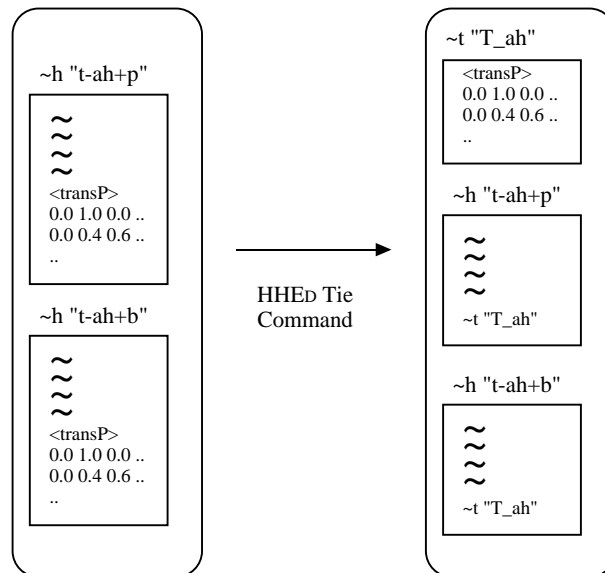 ~h "t-ah+p"
~
~
~
~
<transP>
0.0 1.0 0.0 ..
0.0 0.4 0.6 ..
..
~h "t-ah+b"
~
~
~
~
<transP>
0.0 1.0 0.0 ..
0.0 0.4 0.6 ..
..
HHED Tie
Command
~t "T_ah"
<transP>
0.0 1.0 0.0 ..
0.0 0.4 0.6 ..
..
~h "t-ah+p"
~
~
~
~
~t "T_ah"
~h "t-ah+b"
~
~
~
~
~t "T_ah"